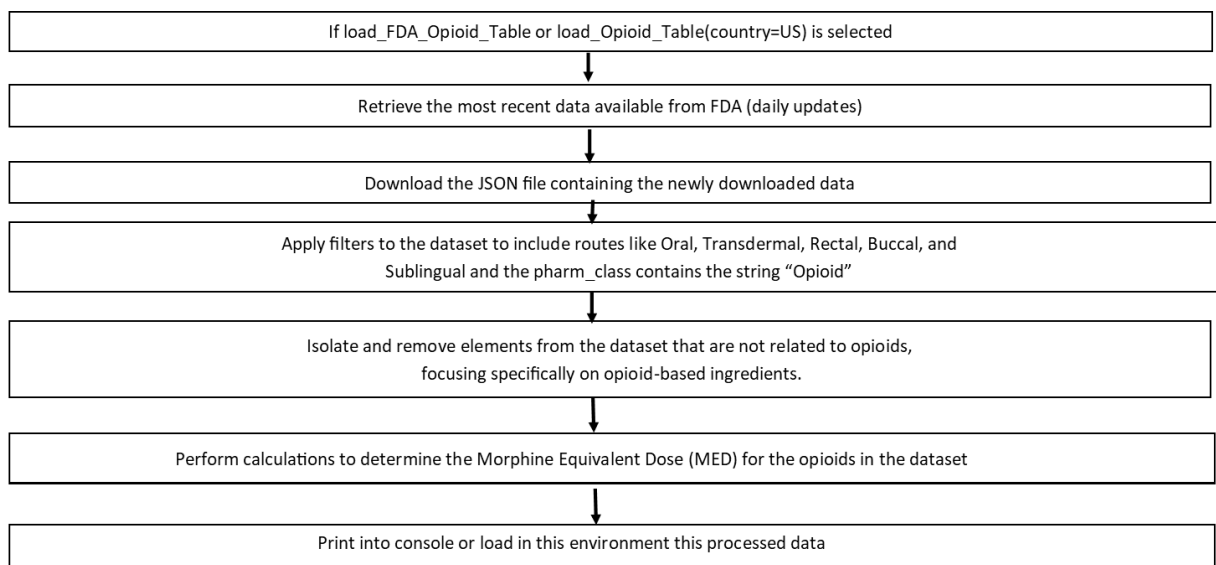 If load_FDA_Opioid_Table or load_Opioid_Table(country=US) is selected
Retrieve the most recent data available from FDA (daily updates)
Download the JSON file containing the newly downloaded data
Apply filters to the dataset to include routes like Oral, Transdermal, Rectal, Buccal, and
Sublingual and the pharm_class contains the string “Opioid”
Isolate and remove elements from the dataset that are not related to opioids,
focusing specifically on opioid-based ingredients.
Perform calculations to determine the Morphine Equivalent Dose (MED) for the opioids in the dataset
Print into console or load in this environment this processed data